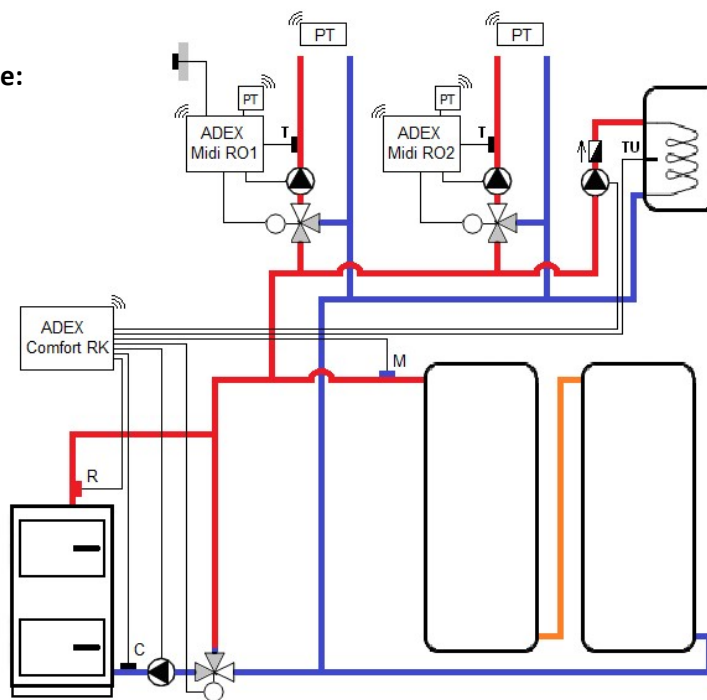 e:
PT
PT
PT
PT
ADEX
Midi RO1
T
ADEX
Midi RO2
T
TU
ADEX
Comfort RK
M
R
C